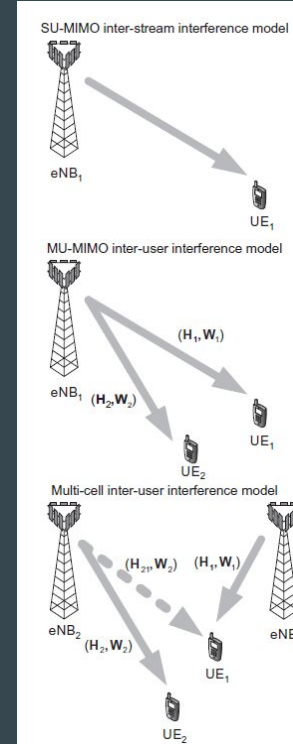 SU-MIMO inter-stream interference model
eNB₁
UE₁
MU-MIMO inter-user interference model
(H₁,W₁)
eNB₁
(H₂,W₂)
UE₁
UE₂
Multi-cell inter-user interference model
(H₂₁,W₂)
(H₁,W₁)
eNB₂
eNB
(H₂,W₂)
UE₁
UE₂